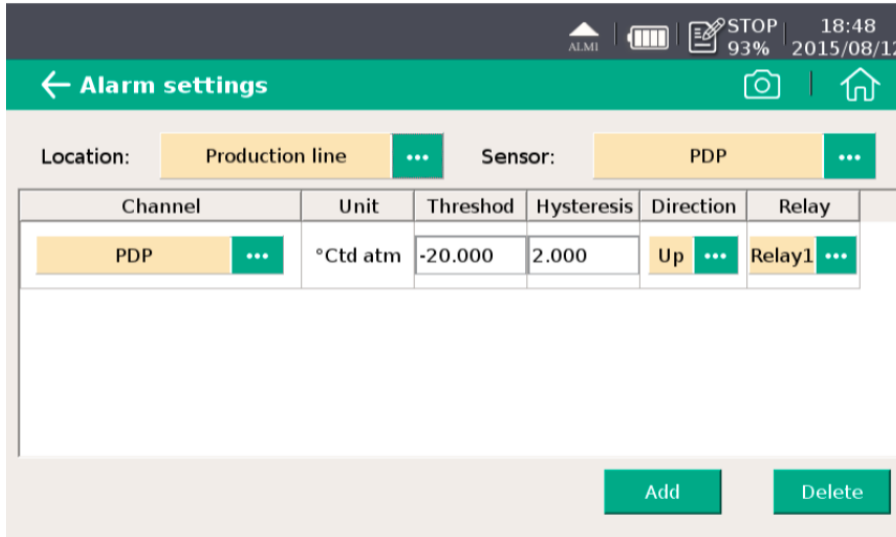 ALM1 STOP 18:48
93% 2015/08/12
Alarm settings
Location: Production line ... Sensor: PDP ...
Channel Unit Threshod Hysteresis Direction Relay
PDP ... °Ctd atm -20.000 2.000 Up ... Relay1 ...
Add Delete